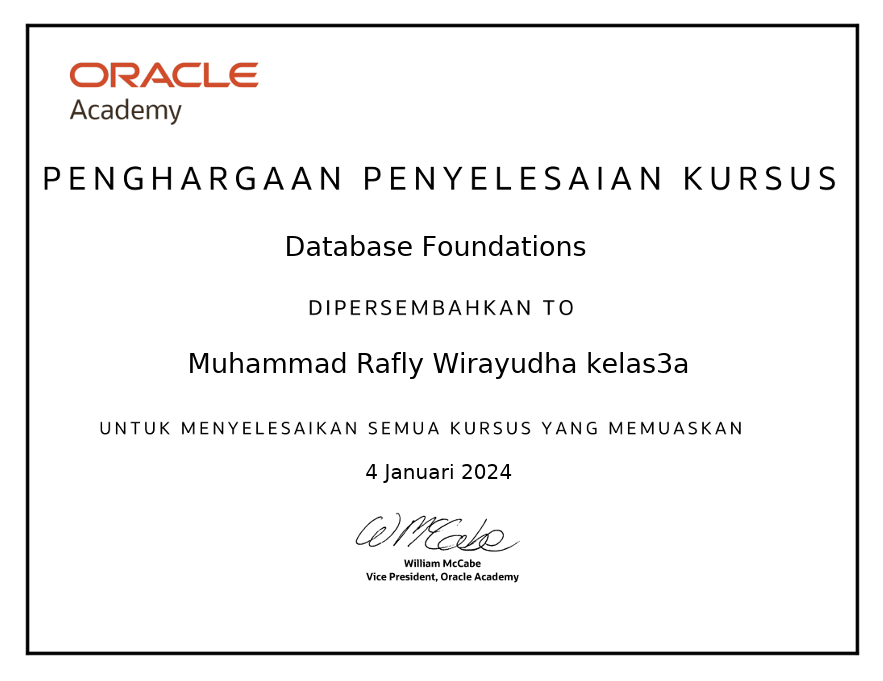 ORACLE
Academy
PENGHARGAAN PENYELESAIAN KURSUS
Database Foundations
DIPERSEMBAHKAN TO
Muhammad Rafly Wirayudha kelas3a
UNTUK MENYELESAIKAN SEMUA KURSUS YANG MEMUASKAN
4 Januari 2024
W McCabe
William McCabe
Vice President, Oracle Academy